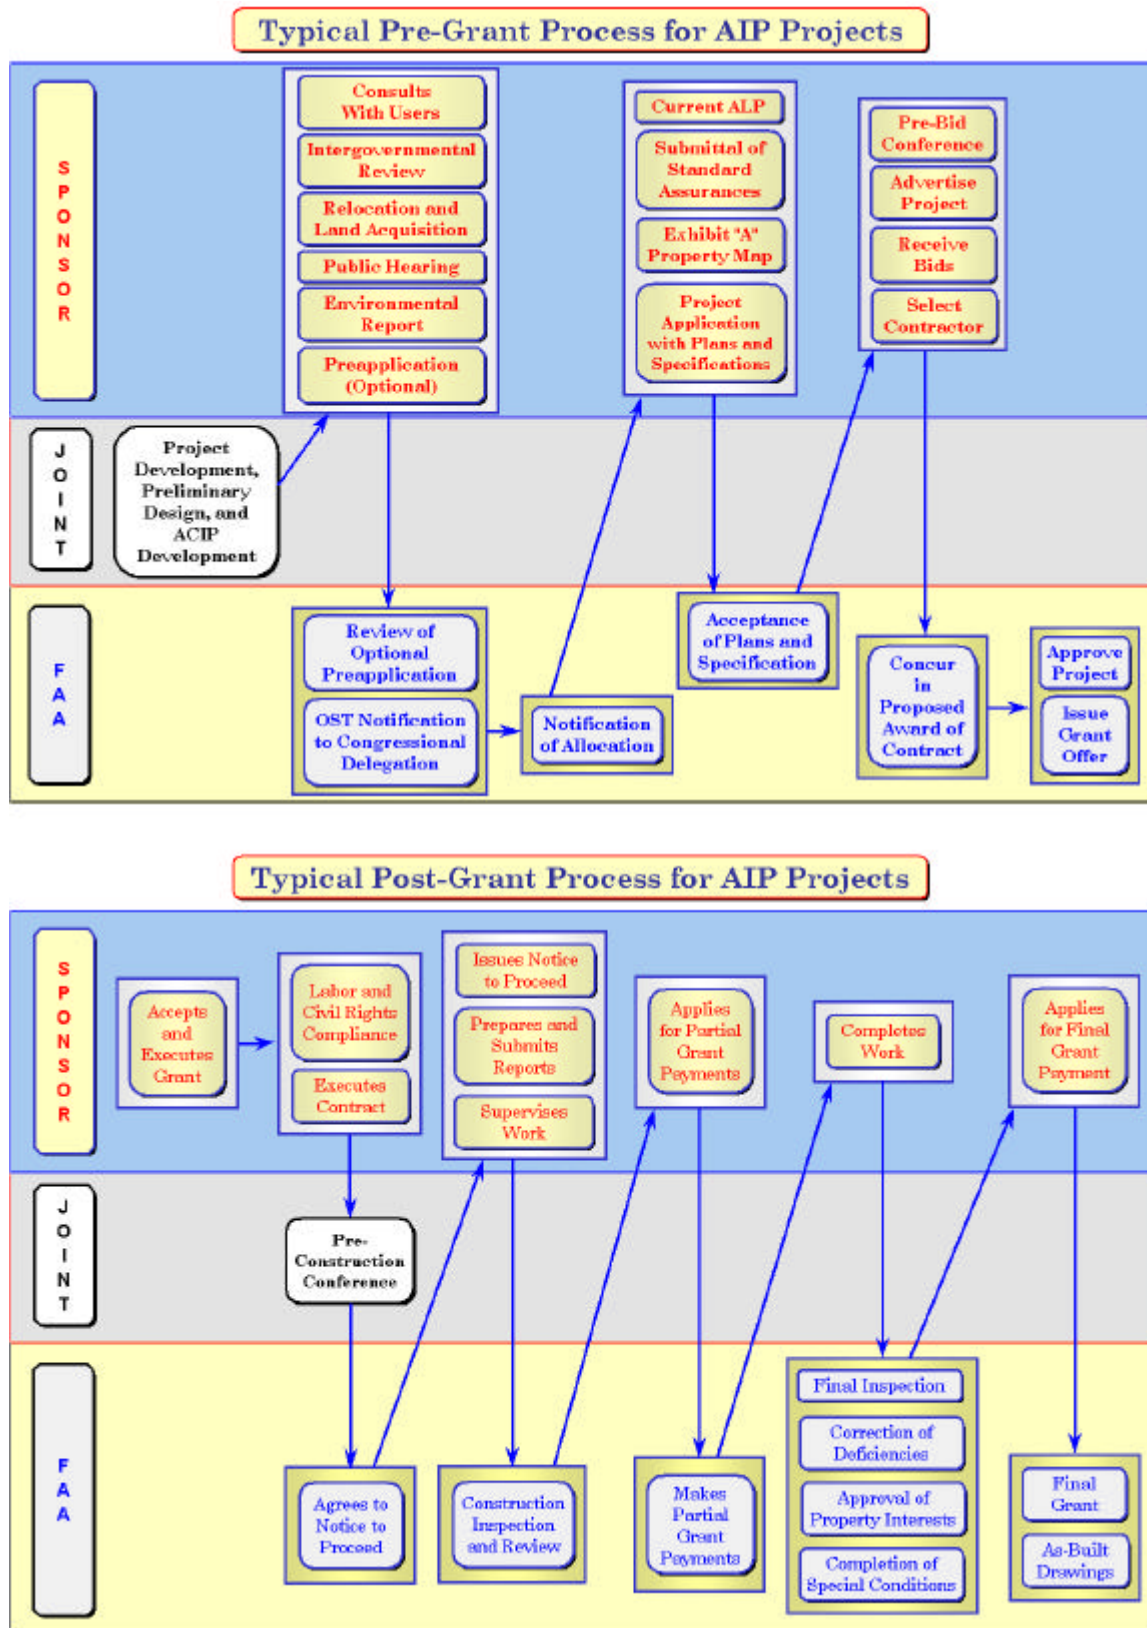 Typical Pre-Grant Process for AIP Projects
SPONSOR
Consults
With Users
Intergovernmental
Review
Relocation and
Land Acquisition
Public Hearing
Environmental
Report
Preapplication
(Optional)
Current ALP
Submittal of
Standard
Assurances
Exhibit "A"
Property Map
Project
Application
with Plans and
Specifications
Pre-Bid
Conference
Advertise
Project
Receive
Bids
Select
Contractor
JOINT
Project
Development,
Preliminary
Design, and
ACIP
Development
FAA
Review of
Optional
Preapplication
OST Notification
to Congressional
Delegation
Notification
of Allocation
Acceptance
of Plans and
Specification
Concur
in
Proposed
Award of
Contract
Approve
Project
Issue
Grant
Offer
Typical Post-Grant Process for AIP Projects
SPONSOR
Accepts
and
Executes
Grant
Labor and
Civil Rights
Compliance
Executes
Contract
Issues Notice
to Proceed
Prepares and
Submits
Reports
Supervises
Work
Applies
for Partial
Grant
Payments
Completes
Work
Applies
for Final
Grant
Payment
JOINT
Pre-
Construction
Conference
FAA
Agrees to
Notice to
Proceed
Construction
Inspection
and Review
Makes
Partial
Grant
Payments
Final Inspection
Correction of
Deficiencies
Approval of
Property Interests
Completion of
Special Conditions
Final
Grant
As-Built
Drawings